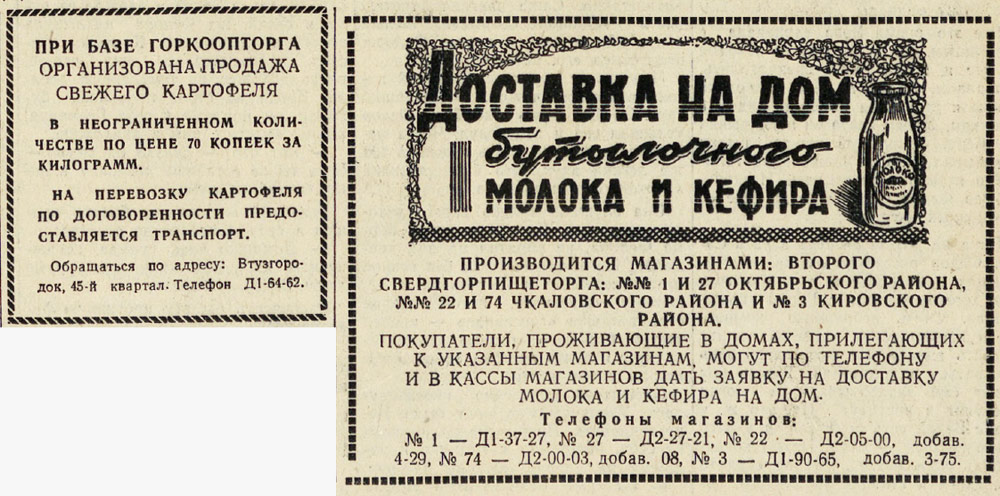 ПРИ БАЗЕ ГОРКООПТОРГА
ОРГАНИЗОВАНА ПРОДАЖА
СВЕЖЕГО КАРТОФЕЛЯ
В НЕОГРАНИЧЕННОМ КОЛИ-
ЧЕСТВЕ ПО ЦЕНЕ 70 КОПЕЕК ЗА
КИЛОГРАММ.
НА ПЕРЕВОЗКУ КАРТОФЕЛЯ
ПО ДОГОВОРЕННОСТИ ПРЕДО-
СТАВЛЯЕТСЯ ТРАНСПОРТ.
Обращаться по адресу: Втузгоро-
док, 45-й квартал. Телефон Д1-64-62.
ДОСТАВКА НА ДОМ
бутылочного
МОЛОКА И КЕФИРА
МОЛОКО
ПРОИЗВОДИТСЯ МАГАЗИНАМИ: ВТОРОГО
СВЕРДГОРПИЩЕТОРГА: №№ 1 И 27 ОКТЯБРЬСКОГО РАЙОНА,
№№ 22 И 74 ЧКАЛОВСКОГО РАЙОНА И № 3 КИРОВСКОГО
РАЙОНА.
ПОКУПАТЕЛИ, ПРОЖИВАЮЩИЕ В ДОМАХ, ПРИЛЕГАЮЩИХ
К УКАЗАННЫМ МАГАЗИНАМ, МОГУТ ПО ТЕЛЕФОНУ
И В КАССЫ МАГАЗИНОВ ДАТЬ ЗАЯВКУ НА ДОСТАВКУ
МОЛОКА И КЕФИРА НА ДОМ.
Телефоны магазинов:
№ 1 — Д1-37-27, № 27 — Д2-27-21, № 22 — Д2-05-00, добав.
4-29, № 74 — Д2-00-03, добав. 08, № 3 — Д1-90-65, добав. 3-75.